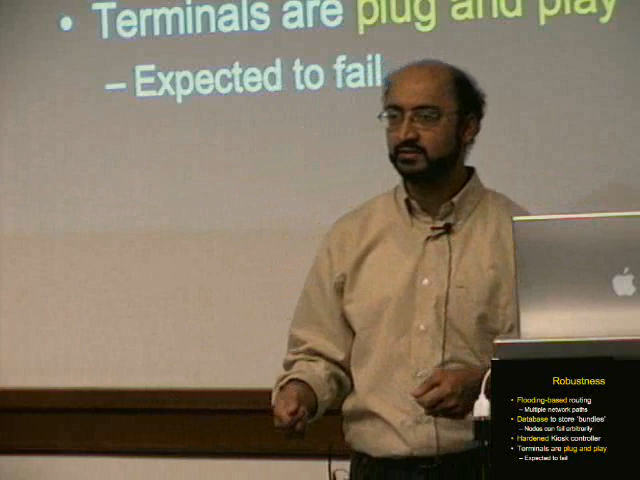 • Terminals are plug and play
– Expected to fail
Robustness
• Flooding-based routing
– Multiple network paths
• Database to store 'bundles'
– Nodes can fail arbitrarily
• Hardened Kiosk controller
• Terminals are plug and play
– Expected to fail